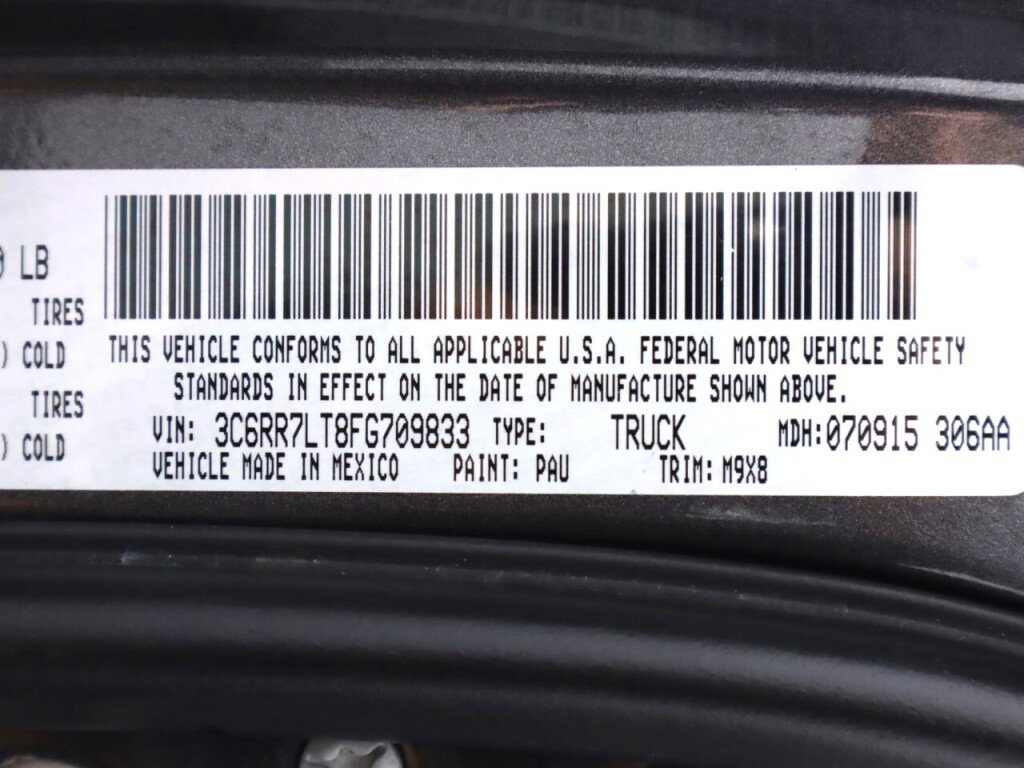 LB
TIRES
) COLD
TIRES
) COLD
THIS VEHICLE CONFORMS TO ALL APPLICABLE U.S.A. FEDERAL MOTOR VEHICLE SAFETY
STANDARDS IN EFFECT ON THE DATE OF MANUFACTURE SHOWN ABOVE.
VIN: 3C6RR7LT8FG709833 TYPE: TRUCK MDH:070915 306AA
VEHICLE MADE IN MEXICO PAINT: PAU TRIM: M9X8